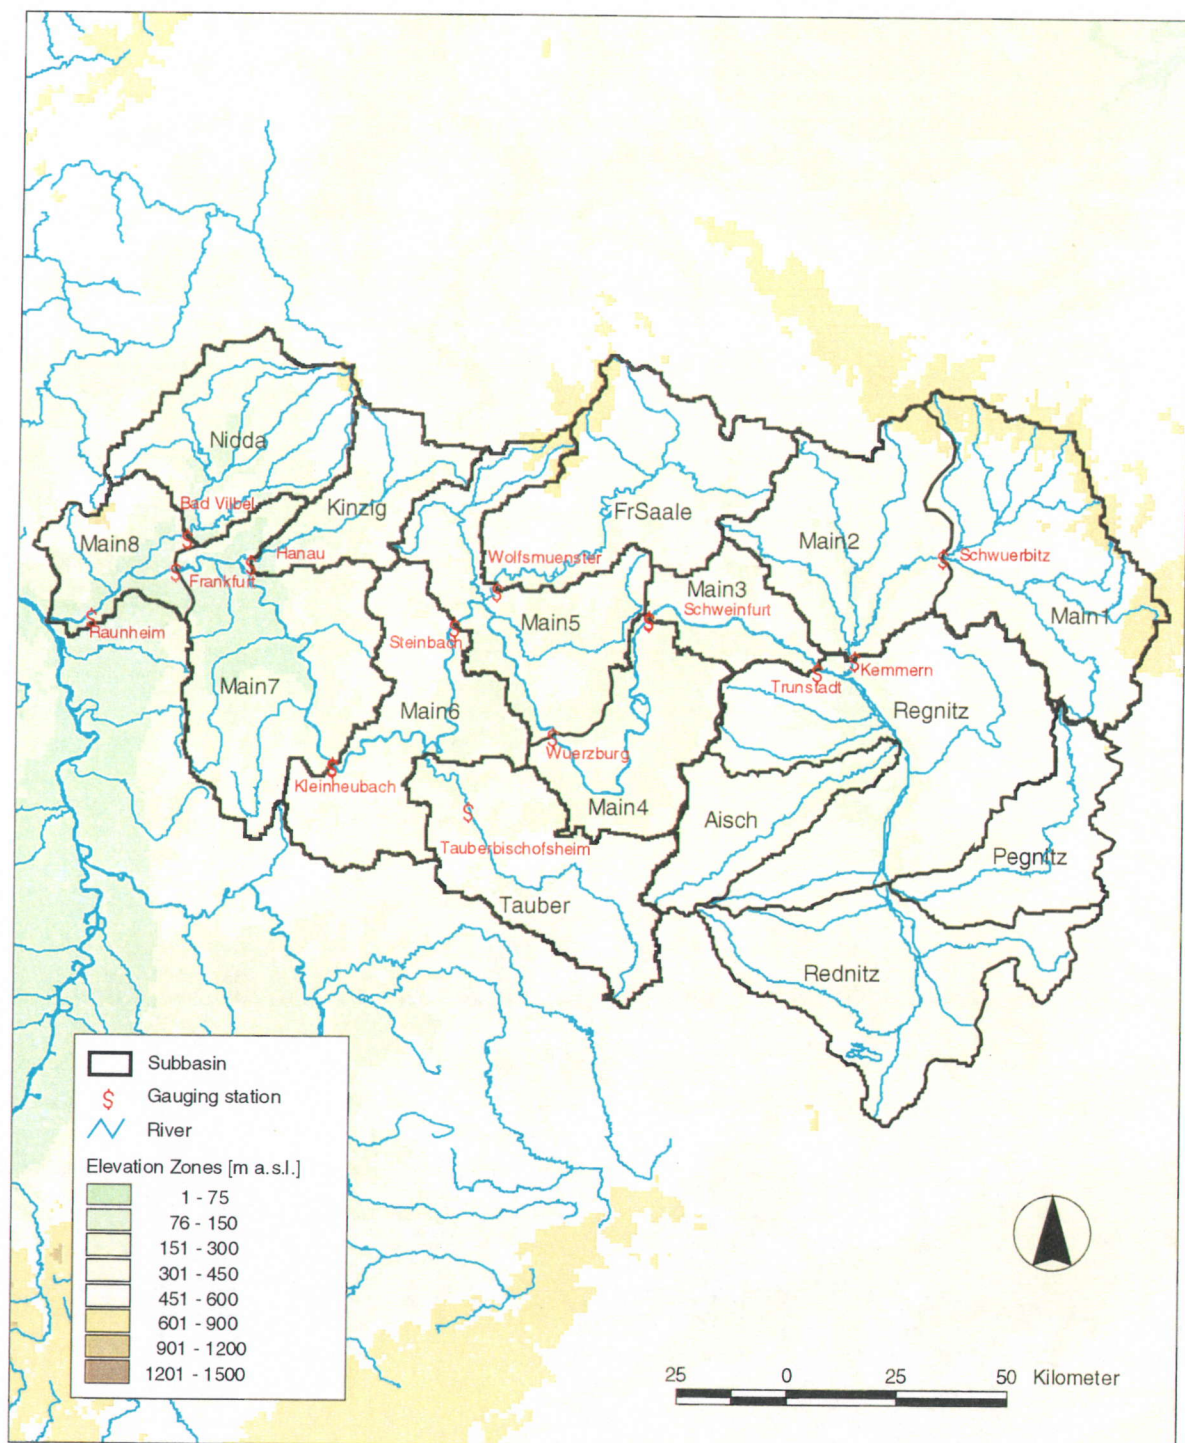 Nidda
Bad Vilbel
Kinzig
FrSaale
Main8
Main2
Hanau
Schwuerbitz
Frankfurt
Wolfsmuenster
Main3
Schweinfurt
Main1
Raunheim
Steinbach
Main5
Kemmern
Trunstadt
Main7
Main6
Regnitz
Wuerzburg
Kleinheubach
Main4
Aisch
Tauberbischofsheim
Pegnitz
Tauber
Rednitz
Subbasin
Gauging station
River
Elevation Zones [m a.s.l.]
1 - 75
76 - 150
151 - 300
301 - 450
451 - 600
601 - 900
901 - 1200
1201 - 1500
25 0 25 50 Kilometer